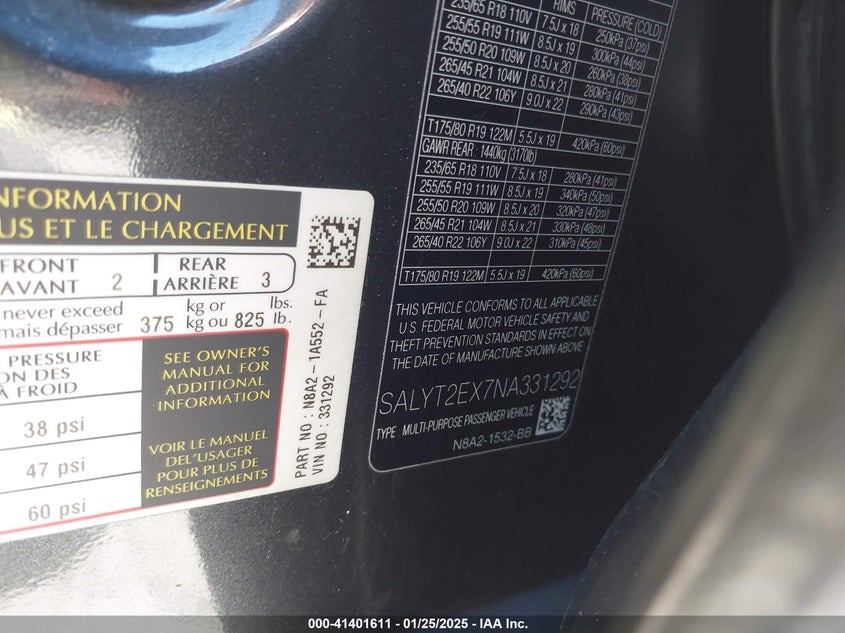 NFORMATION
US ET LE CHARGEMENT
FRONT
AVANT 2
REAR
ARRIÈRE 3
never exceed
mais dépasser 375 kg or
kg ou 825 lbs.
lb.
PRESSURE
ON DES
À FROID
38 psi
47 psi
60 psi
SEE OWNER'S
MANUAL FOR
ADDITIONAL
INFORMATION
VOIR LE MANUEL
DEL'USAGER
POUR PLUS DE
RENSEIGNEMENTS
PART NO : N8A2-1A552-FA
VIN NO : 331292
RIMS PRESSURE (COLD)
235/65 R18 110V 7.5J x 18 250kPa (37psi)
255/55 R19 111W 8.5J x 19 300kPa (44psi)
255/50 R20 109W 8.5J x 20 260kPa (38psi)
265/45 R21 104W 8.5J x 21 280kPa (41psi)
265/40 R22 106Y 9.0J x 22 290kPa (43psi)
T175/80 R19 122M 5.5J x 19 420kPa (60psi)
GAWR REAR : 1440kg (3170lb)
235/65 R18 110V 7.5J x 18 280kPa (41psi)
255/55 R19 111W 8.5J x 19 340kPa (50psi)
255/50 R20 109W 8.5J x 20 320kPa (47psi)
265/45 R21 104W 8.5J x 21 330kPa (48psi)
265/40 R22 106Y 9.0J x 22 310kPa (45psi)
T175/80 R19 122M 5.5J x 19 420kPa (60psi)
THIS VEHICLE CONFORMS TO ALL APPLICABLE
U.S. FEDERAL MOTOR VEHICLE SAFETY AND
THEFT PREVENTION STANDARDS IN EFFECT ON
THE DATE OF MANUFACTURE SHOWN ABOVE.
SALYT2EX7NA331292
TYPE : MULTI-PURPOSE PASSENGER VEHICLE
N8A2-1532-BB
000-41401611 - 01/25/2025 - IAA Inc.